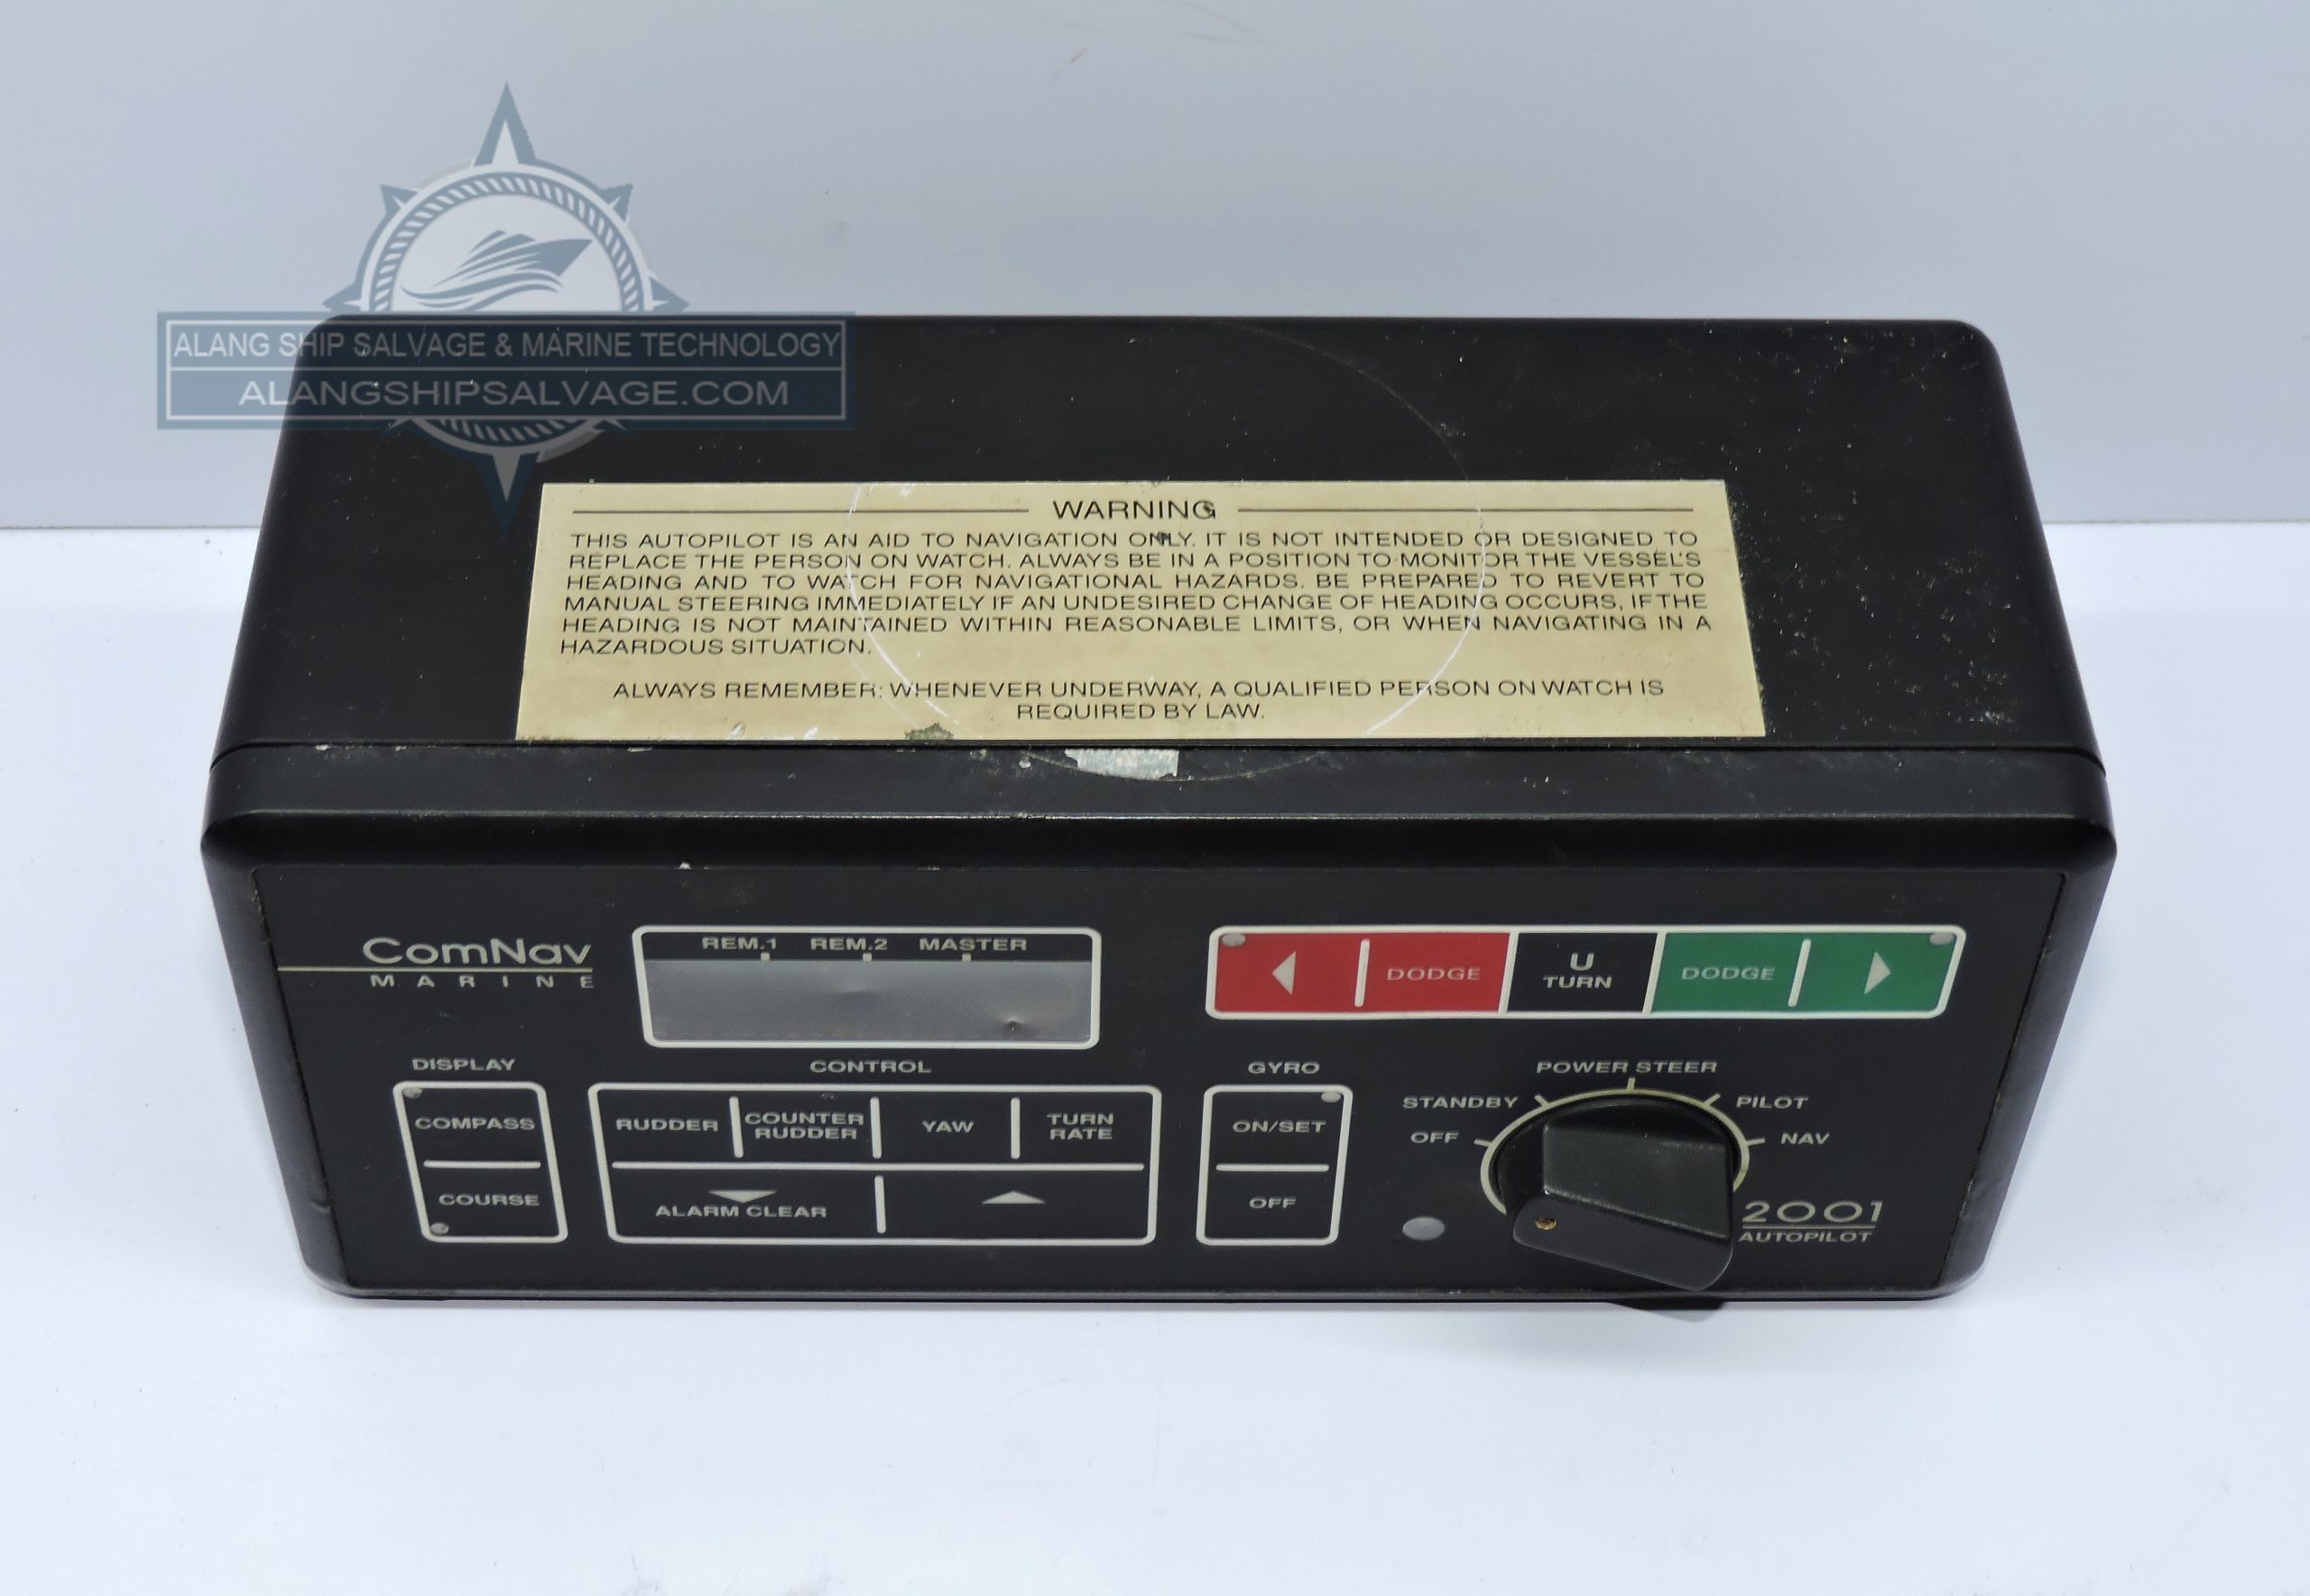 ALANG SHIP SALVAGE & MARINE TECHNOLOGY
ALANGSHIPSALVAGE.COM
WARNING
THIS AUTOPILOT IS AN AID TO NAVIGATION ONLY. IT IS NOT INTENDED OR DESIGNED TO
REPLACE THE PERSON ON WATCH. ALWAYS BE IN A POSITION TO MONITOR THE VESSEL'S
HEADING AND TO WATCH FOR NAVIGATIONAL HAZARDS. BE PREPARED TO REVERT TO
MANUAL STEERING IMMEDIATELY IF AN UNDESIRED CHANGE OF HEADING OCCURS, IF THE
HEADING IS NOT MAINTAINED WITHIN REASONABLE LIMITS, OR WHEN NAVIGATING IN A
HAZARDOUS SITUATION.
ALWAYS REMEMBER: WHENEVER UNDERWAY, A QUALIFIED PERSON ON WATCH IS
REQUIRED BY LAW.
ComNav
MARINE
REM.1 REM.2 MASTER
DODGE
U
TURN
DODGE
DISPLAY
COMPASS
COURSE
CONTROL
RUDDER
COUNTER
RUDDER
YAW
TURN
RATE
ALARM CLEAR
GYRO
ON/SET
OFF
POWER STEER
STANDBY
PILOT
OFF
NAV
2001
AUTOPILOT